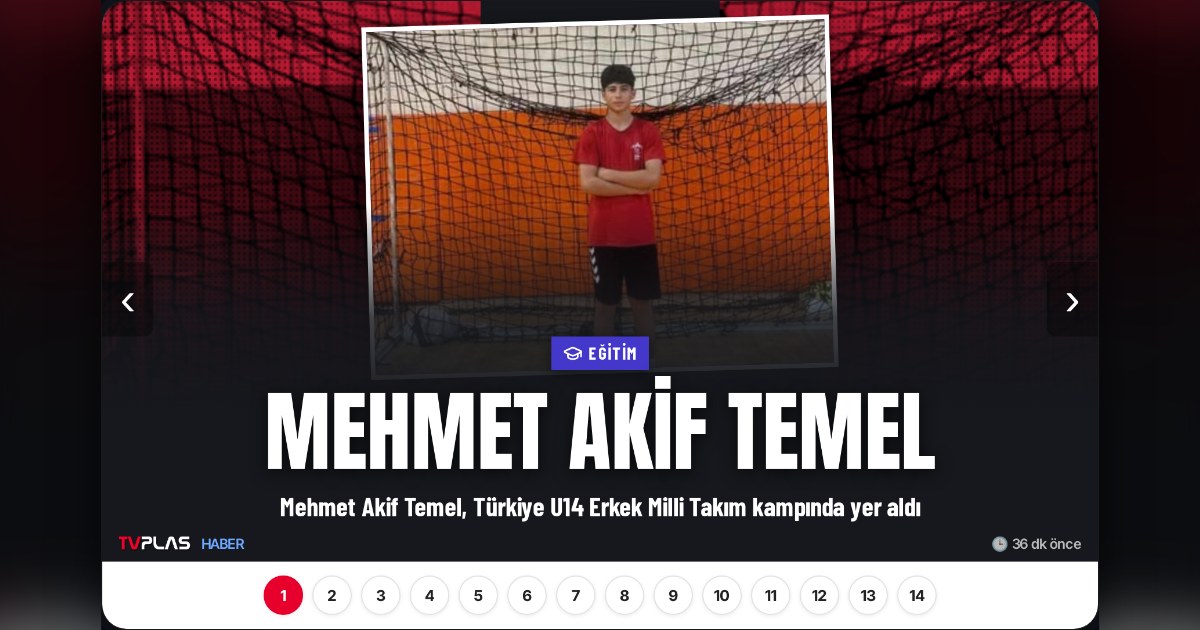 EĞİTİM
MEHMET AKİF TEMEL
Mehmet Akif Temel, Türkiye U14 Erkek Milli Takım kampında yer aldı
TVPLAS HABER
36 dk önce
1 2 3 4 5 6 7 8 9 10 11 12 13 14